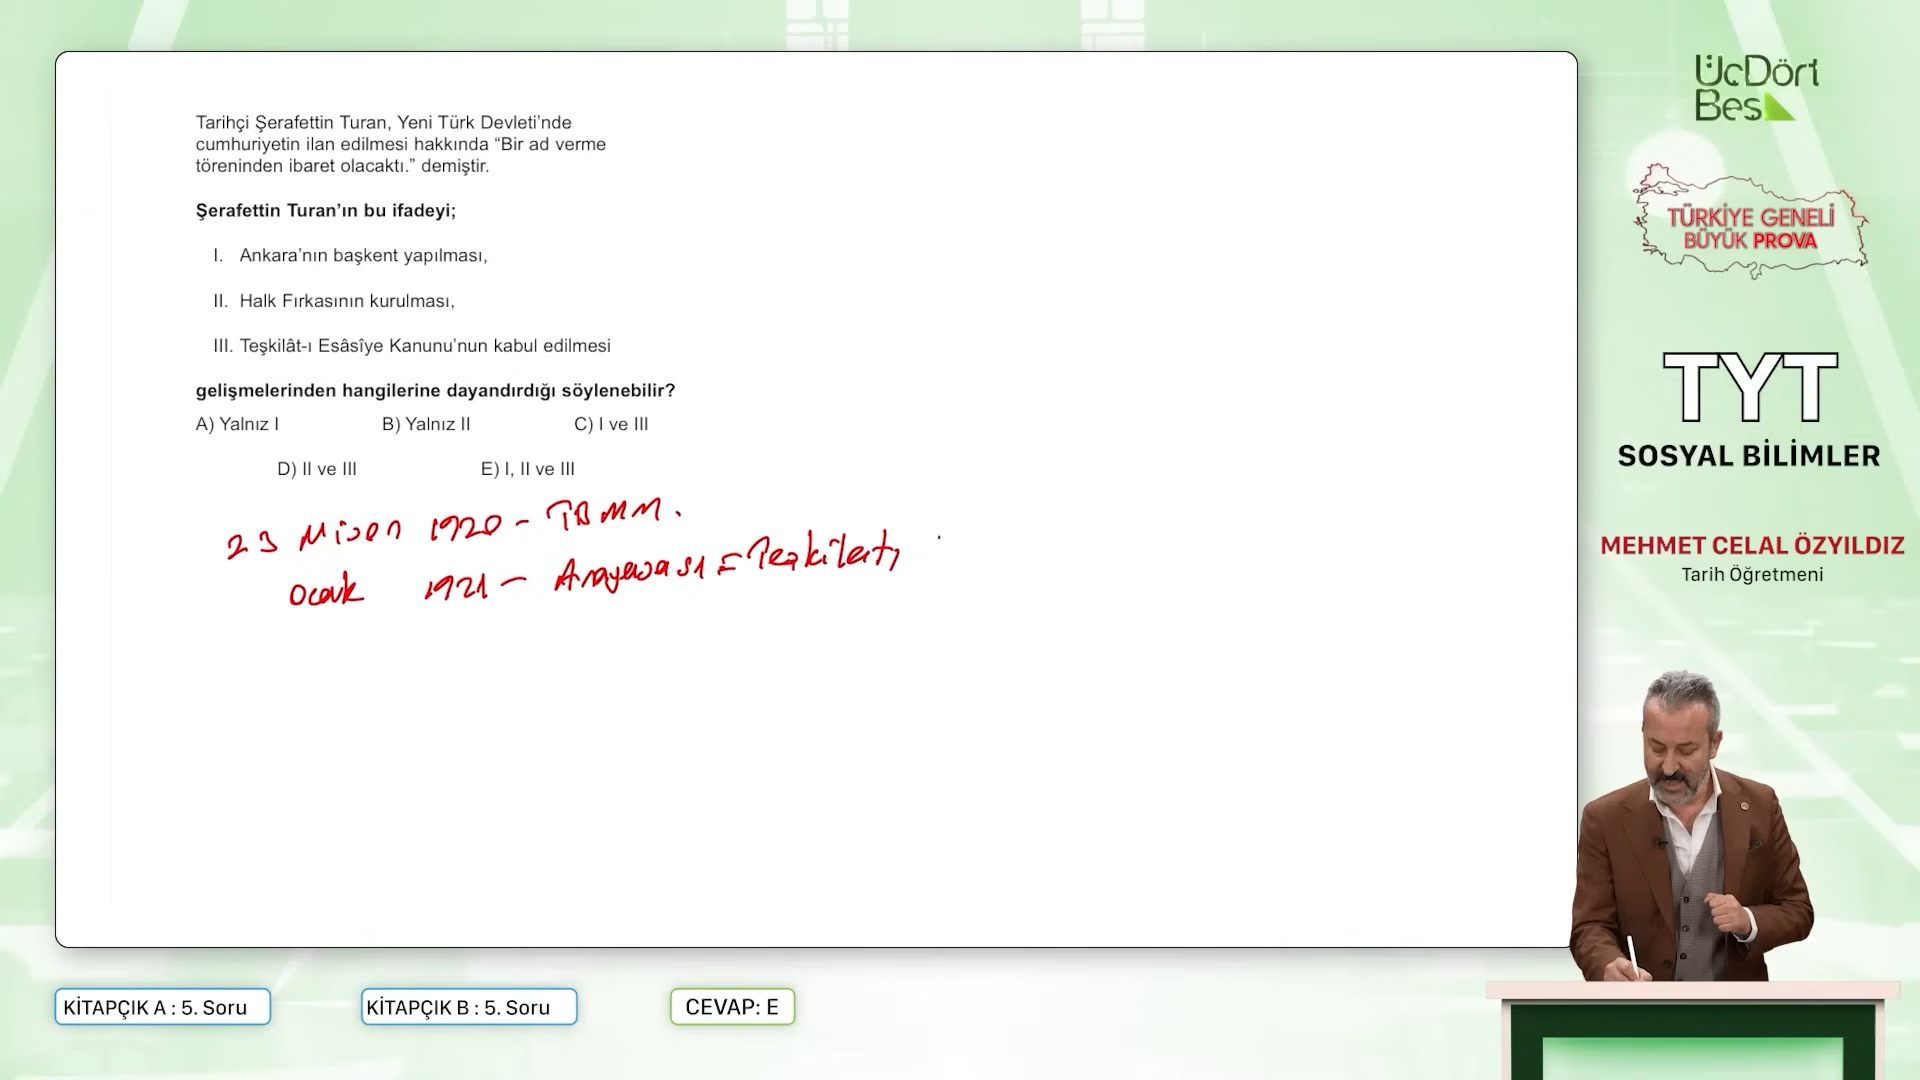 Tarihçi Şerafettin Turan, Yeni Türk Devleti’nde
cumhuriyetin ilan edilmesi hakkında “Bir ad verme
töreninden ibaret olacaktı.” demiştir.
Şerafettin Turan’ın bu ifadeyi;
I. Ankara’nın başkent yapılması,
II. Halk Fırkasının kurulması,
III. Teşkilât-ı Esâsîye Kanunu’nun kabul edilmesi
gelişmelerinden hangilerine dayandırdığı söylenebilir?
A) Yalnız I B) Yalnız II C) I ve III
D) II ve III E) I, II ve III
23 Nisan 1920 - TBMM.
Ocak 1921 - Anayasası =
KİTAPÇIK A : 5. Soru
KİTAPÇIK B : 5. Soru
CEVAP: E
ÜçDört
Beş
TÜRKİYE GENELİ
BÜYÜK PROVA
TYT
SOSYAL BİLİMLER
MEHMET CELAL ÖZYILDIZ
Tarih Öğretmeni